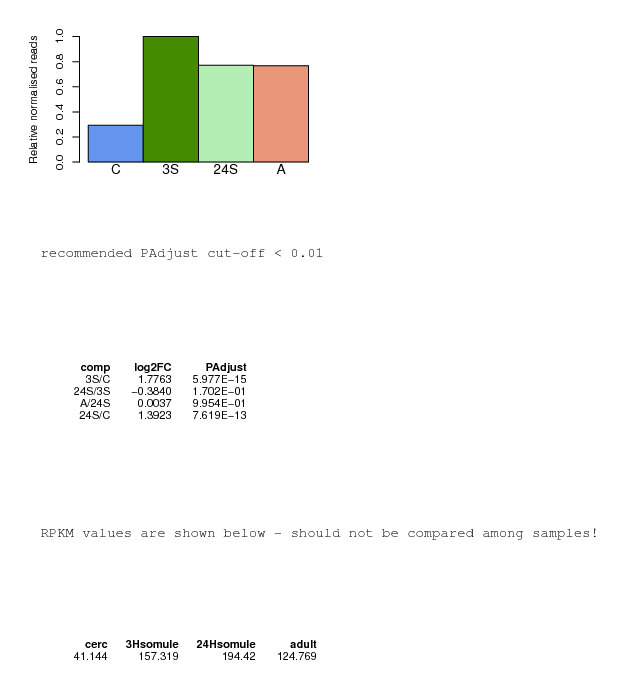 Relative normalised reads
1.0
0.8
0.6
0.4
0.2
0.0
C 3S 24S A
recommended PAdjust cut-off < 0.01
comp log2FC PAdjust
3S/C 1.7763 5.977E−15
24S/3S −0.3840 1.702E−01
A/24S 0.0037 9.954E−01
24S/C 1.3923 7.619E−13
RPKM values are shown below - should not be compared among samples!
cerc 3Hsomule 24Hsomule adult
41.144 157.319 194.42 124.769